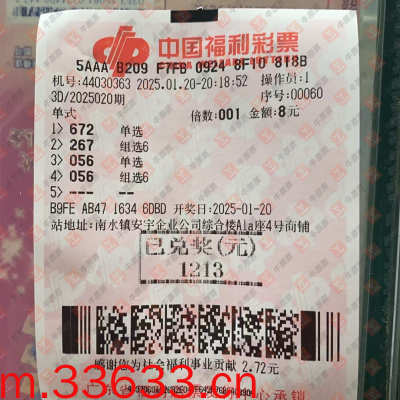 中国福利彩票
5AAA B209 F7FB 0924 8F10 818B
机号:44030363 2025.01.20-20:18:52 操作员:1
3D/2025020期 序号:00060
单式 倍数:001 金额:8元
1> 672 单选
2> 267 组选6
3> 056 单选
4> 056 组选6
5> --- ---
B9FE AB47 1634 6DBD 开奖日:2025-01-20
站地址:南水镇安宇企业公司综合楼A1a座4号商铺
已兑奖(元)
1213
感谢您为社会福利事业贡献 2.72元
m.33633.cn
心承销